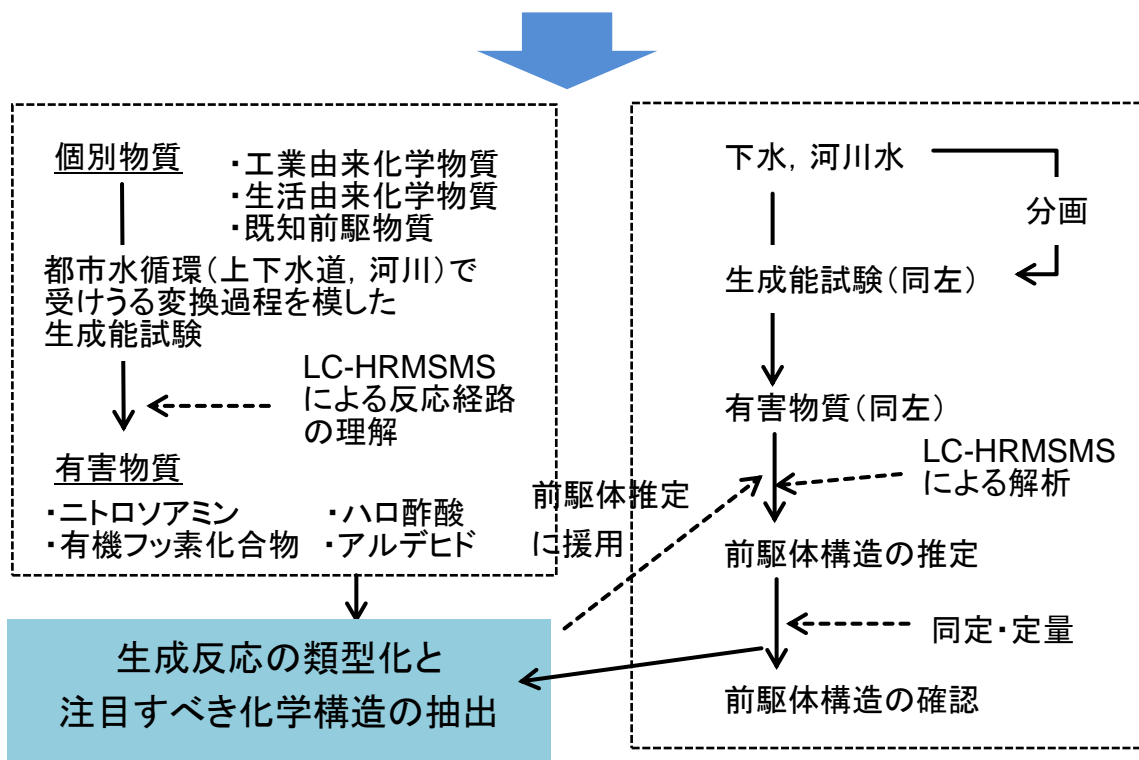 個別物質
・工業由来化学物質
・生活由来化学物質
・既知前駆物質
都市水循環(上下水道, 河川)で
受けうる変換過程を模した
生成能試験
LC-HRMSMS
による反応経路
の理解
有害物質
・ニトロソアミン
・ハロ酢酸
・有機フッ素化合物
・アルデヒド
前駆体推定
に援用
生成反応の類型化と
注目すべき化学構造の抽出
下水, 河川水
分画
生成能試験(同左)
有害物質(同左)
LC-HRMSMS
による解析
前駆体構造の推定
同定・定量
前駆体構造の確認